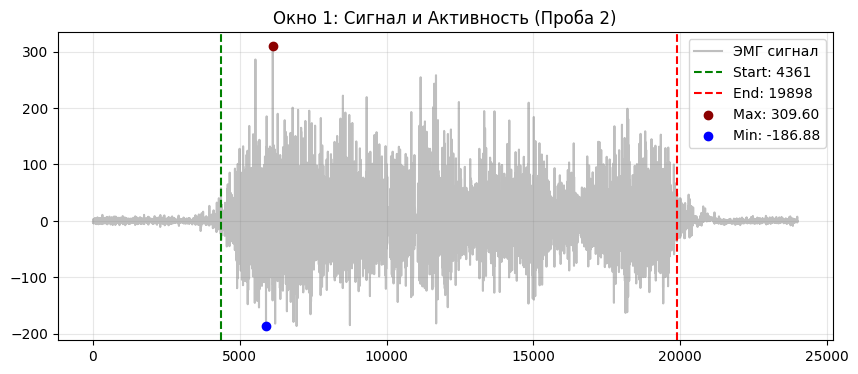 Окно 1: Сигнал и Активность (Проба 2)
300
200
100
0
−100
−200
0
5000
10000
15000
20000
25000
ЭМГ сигнал
Start: 4361
End: 19898
Max: 309.60
Min: -186.88